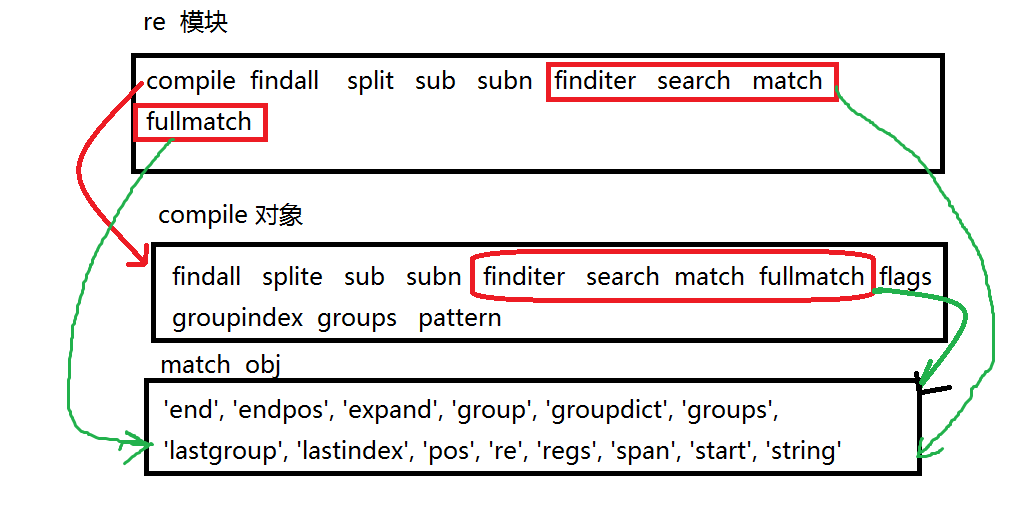 re 模块
compile findall split sub subn finditer search match
fullmatch
compile 对象
findall splite sub subn finditer search match fullmatch flags
groupindex groups pattern
match obj
'end', 'endpos', 'expand', 'group', 'groupdict', 'groups',
'lastgroup', 'lastindex', 'pos', 're', 'regs', 'span', 'start', 'string'